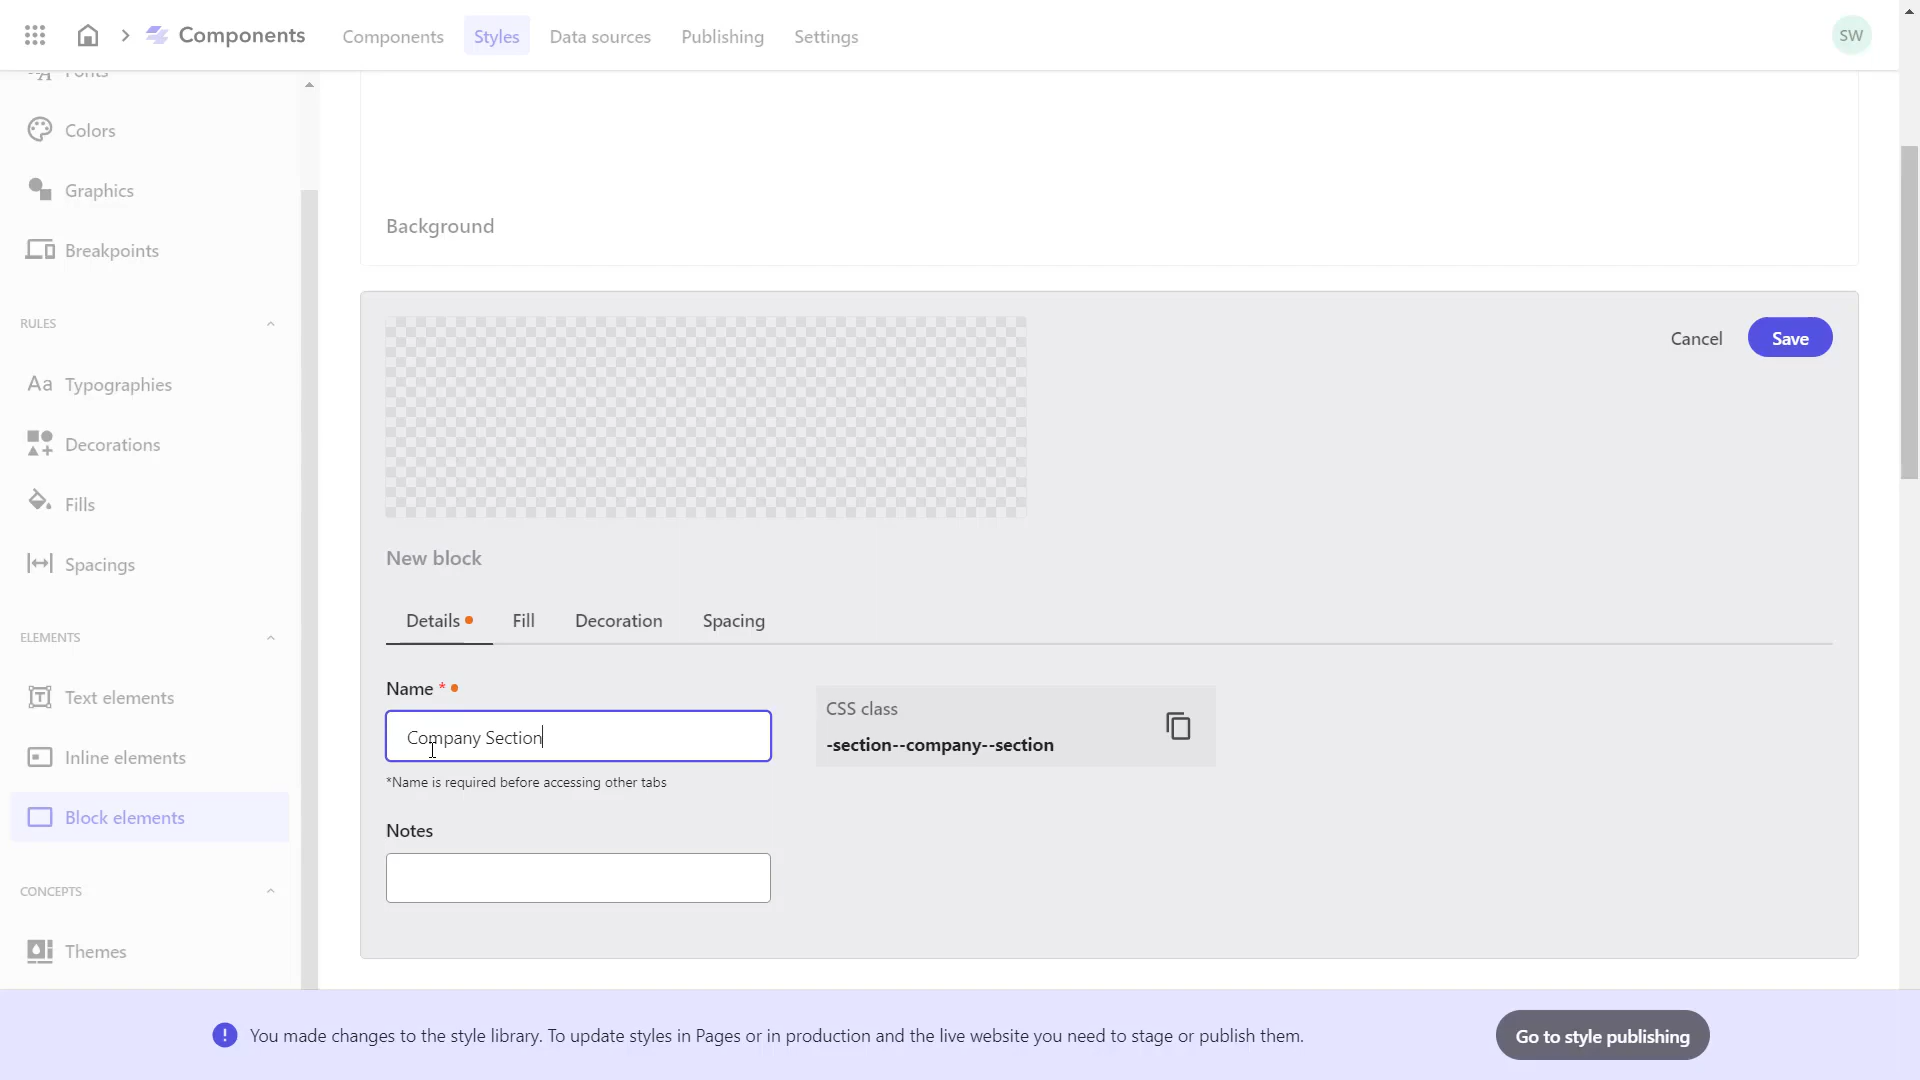 Components
Components
Styles
Data sources
Publishing
Settings
SW
Fonts
Colors
Graphics
Breakpoints
RULES
Aa Typographies
Decorations
Fills
Spacings
ELEMENTS
Text elements
Inline elements
Block elements
CONCEPTS
Themes
Background
Cancel
Save
New block
Details
Fill
Decoration
Spacing
Name *
Company Section
*Name is required before accessing other tabs
CSS class
-section--company--section
Notes
You made changes to the style library. To update styles in Pages or in production and the live website you need to stage or publish them.
Go to style publishing